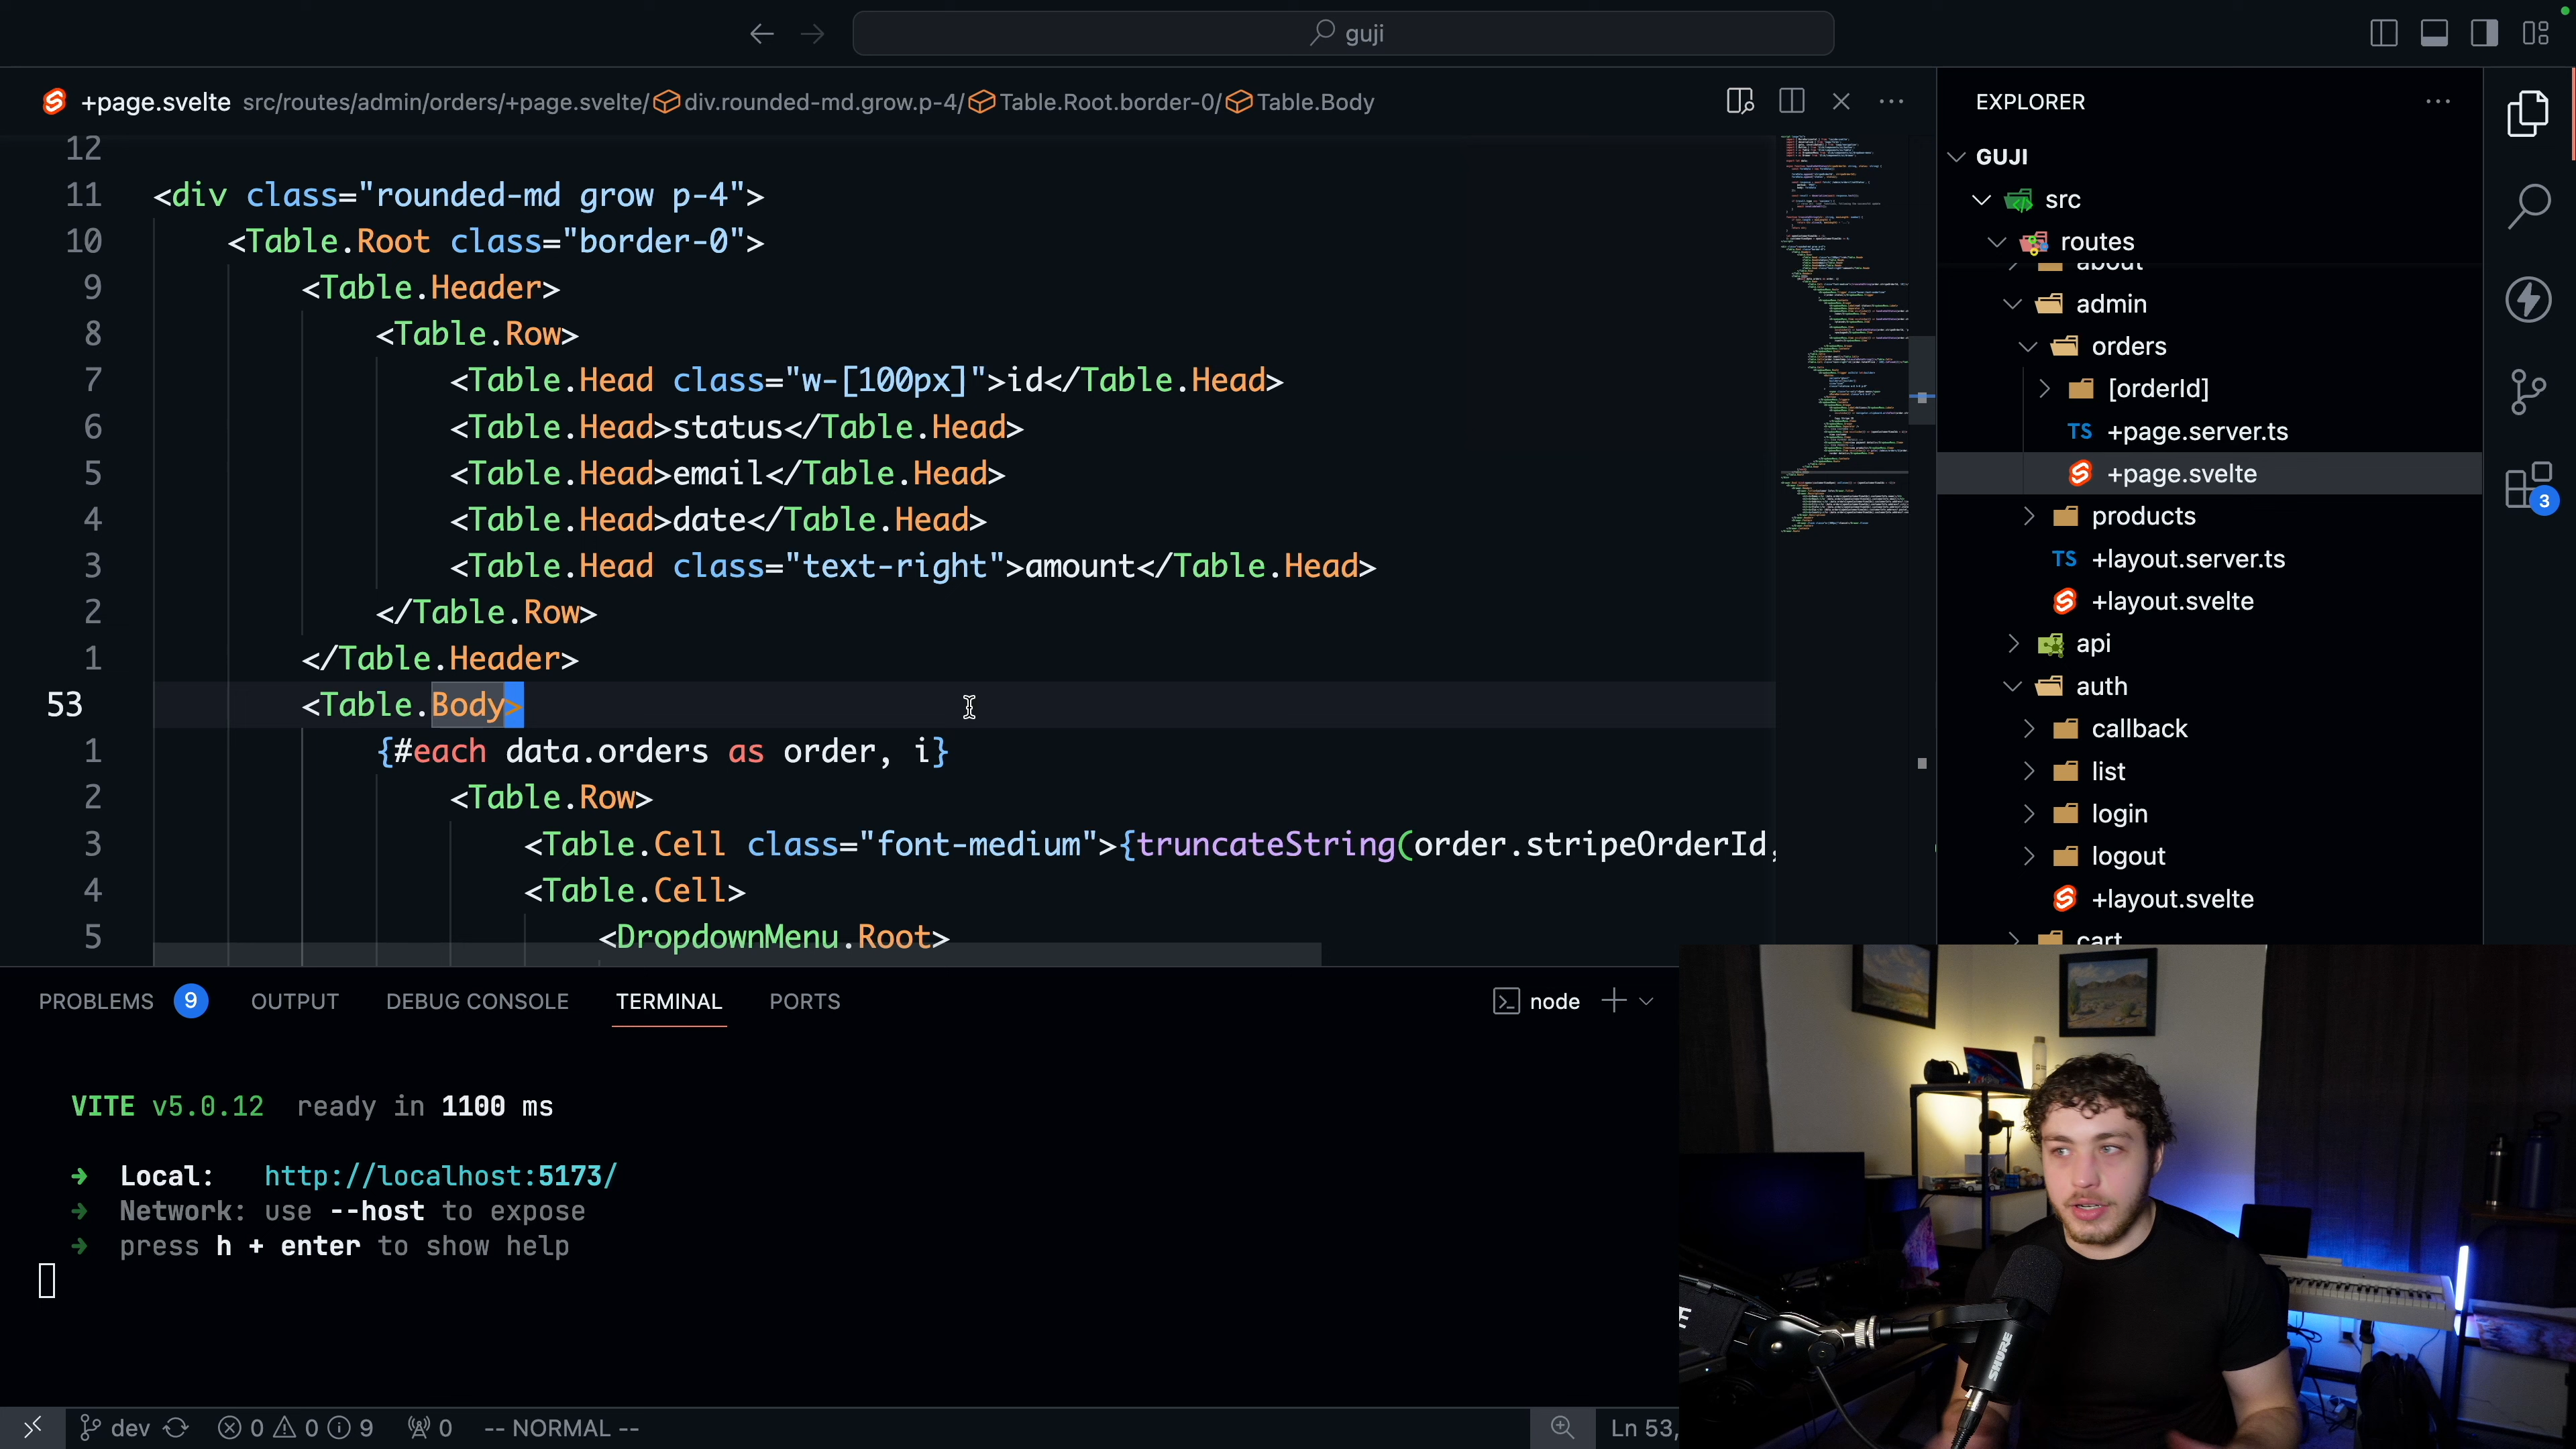 guji
+page.svelte src/routes/admin/orders/+page.svelte/ div.rounded-md.grow.p-4/ Table.Root.border-0/ Table.Body
12
11 <div class="rounded-md grow p-4">
10 <Table.Root class="border-0">
9 <Table.Header>
8 <Table.Row>
7 <Table.Head class="w-[100px]">id</Table.Head>
6 <Table.Head>status</Table.Head>
5 <Table.Head>email</Table.Head>
4 <Table.Head>date</Table.Head>
3 <Table.Head class="text-right">amount</Table.Head>
2 </Table.Row>
1 </Table.Header>
53 <Table.Body>
1 {#each data.orders as order, i}
2 <Table.Row>
3 <Table.Cell class="font-medium">{truncateString(order.stripeOrderId,
4 <Table.Cell>
5 <DropdownMenu.Root>
EXPLORER
GUJI
src
routes
about
admin
orders
[orderId]
TS +page.server.ts
+page.svelte
products
TS +layout.server.ts
+layout.svelte
api
auth
callback
list
login
logout
+layout.svelte
cart
3
PROBLEMS 9 OUTPUT DEBUG CONSOLE TERMINAL PORTS
node
VITE v5.0.12 ready in 1100 ms
➜ Local: http://localhost:5173/
➜ Network: use --host to expose
➜ press h + enter to show help
SHURE
dev 0 0 9 0 -- NORMAL -- Ln 53,